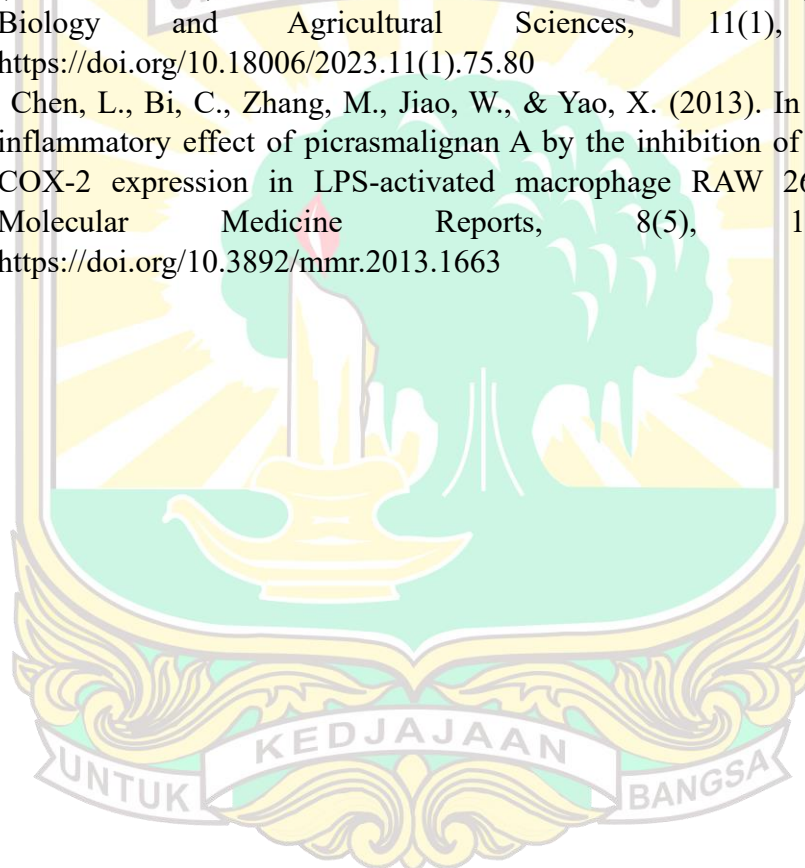 Biology and Agricultural Sciences, 11(1),
https://doi.org/10.18006/2023.11(1).75.80
Chen, L., Bi, C., Zhang, M., Jiao, W., & Yao, X. (2013). In
inflammatory effect of picrasmalignan A by the inhibition of
COX-2 expression in LPS-activated macrophage RAW 26
Molecular Medicine Reports, 8(5), 1
https://doi.org/10.3892/mmr.2013.1663
KEDJAJAAN
UNTUK BANGSA